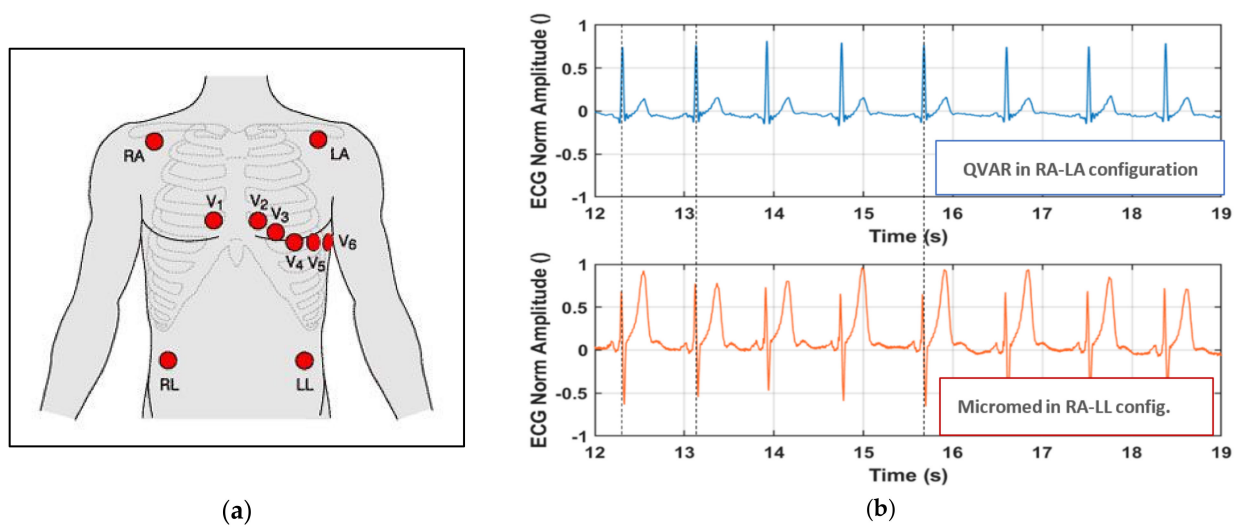 RA
LA
V1
V2
V3
V4
V5
V6
RL
LL
(a)
ECG Norm Amplitude ()
1
0.5
0
-0.5
-1
QVAR in RA-LA configuration
12 13 14 15 16 17 18 19
Time (s)
ECG Norm Amplitude ()
1
0.5
0
-0.5
-1
Micromed in RA-LL config.
12 13 14 15 16 17 18 19
Time (s)
(b)